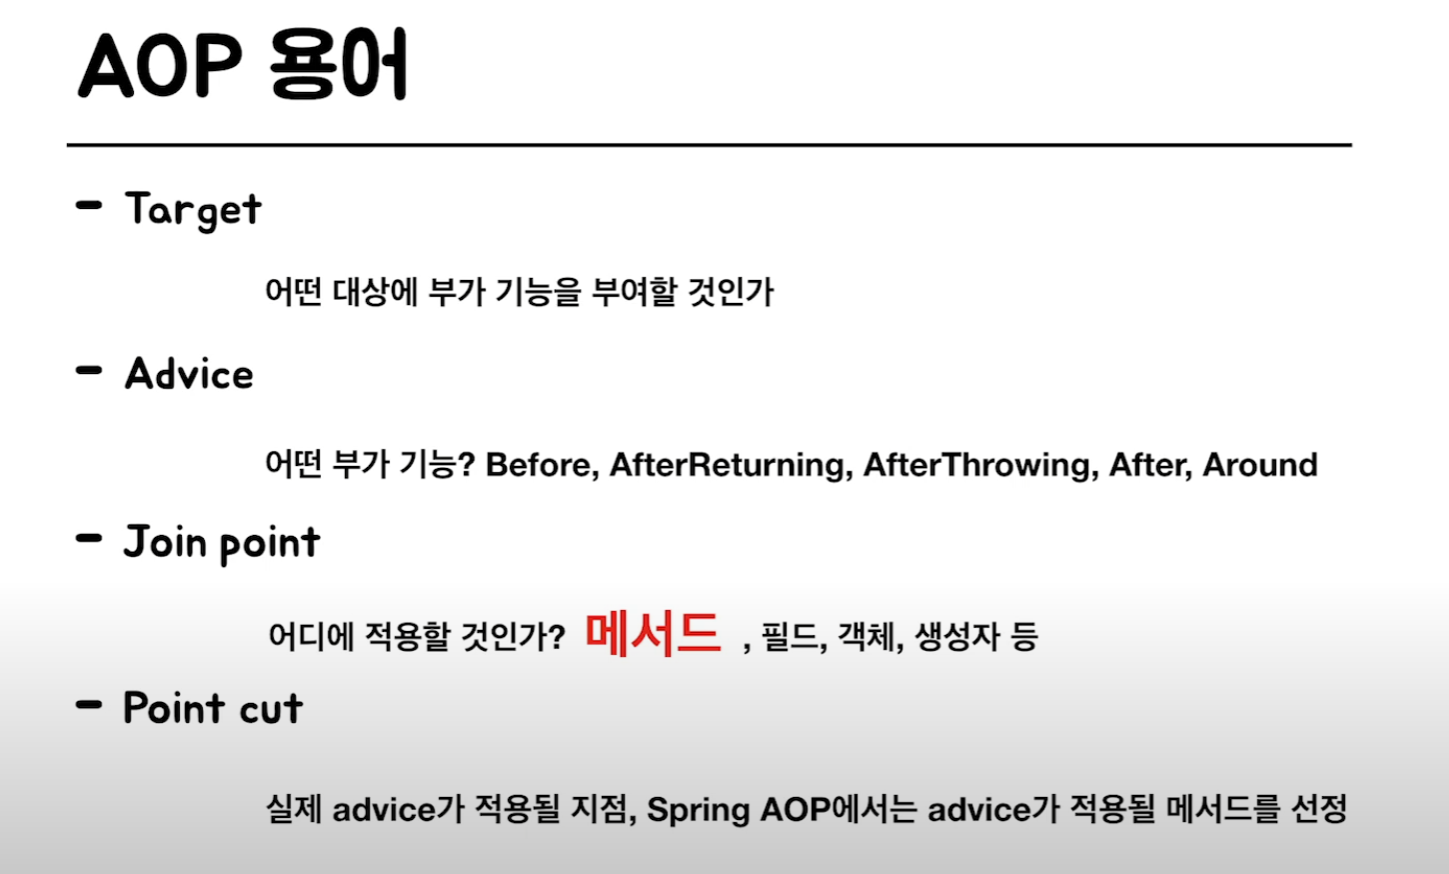 AOP 용어
- Target
어떤 대상에 부가 기능을 부여할 것인가
- Advice
어떤 부가 기능? Before, AfterReturning, AfterThrowing, After, Around
- Join point
어디에 적용할 것인가? 메서드 , 필드, 객체, 생성자 등
- Point cut
실제 advice가 적용될 지점, Spring AOP에서는 advice가 적용될 메서드를 선정